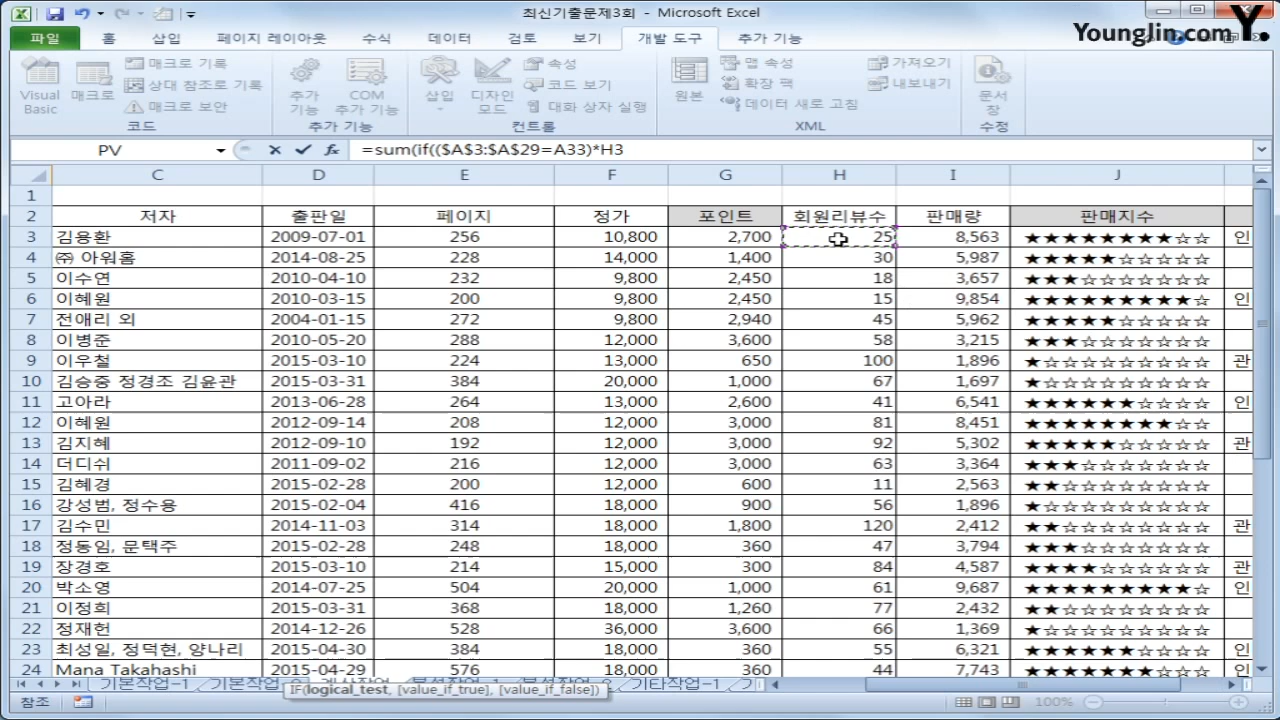 최신기출문제3회 - Microsoft Excel
Younglin.com Y.
파일 홈 삽입 페이지 레이아웃 수식 데이터 검토 보기 개발 도구 추가 기능
Visual Basic 매크로 매크로 기록 상대 참조로 기록 매크로 보안 추가 기능 COM 추가 기능 삽입 디자인 모드 속성 코드 보기 대화 상자 실행 원본 맵 속성 확장 팩 데이터 새로 고침 가져오기 내보내기 문서 창
코드 추가 기능 컨트롤 XML 수정
PV fx =sum(if(($A$3:$A$29=A33)*H3
C D E F G H I J
1
2 저자 출판일 페이지 정가 포인트 회원리뷰수 판매량 판매지수
3 김용환 2009-07-01 256 10,800 2,700 25 8,563 ★★★★★★★★☆☆ 인
4 ㈜ 아워홈 2014-08-25 228 14,000 1,400 30 5,987 ★★★★★☆☆☆☆☆
5 이수연 2010-04-10 232 9,800 2,450 18 3,657 ★★★☆☆☆☆☆☆☆
6 이혜원 2010-03-15 200 9,800 2,450 15 9,854 ★★★★★★★★★☆ 인
7 전애리 외 2004-01-15 272 9,800 2,940 45 5,962 ★★★★★☆☆☆☆☆
8 이병준 2010-05-20 288 12,000 3,600 58 3,215 ★★★☆☆☆☆☆☆☆
9 이우철 2015-03-10 224 13,000 650 100 1,896 ★☆☆☆☆☆☆☆☆☆ 관
10 김승중 정경조 김윤관 2015-03-31 384 20,000 1,000 67 1,697 ★☆☆☆☆☆☆☆☆☆
11 고아라 2013-06-28 264 13,000 2,600 41 6,541 ★★★★★★☆☆☆☆ 인
12 이혜원 2012-09-14 208 12,000 3,000 81 8,451 ★★★★★★★★☆☆
13 김지혜 2012-09-10 192 12,000 3,000 92 5,302 ★★★★★☆☆☆☆☆ 관
14 더디쉬 2011-09-02 216 12,000 3,000 63 3,364 ★★★☆☆☆☆☆☆☆
15 김혜경 2015-02-28 200 12,000 600 11 2,563 ★★☆☆☆☆☆☆☆☆
16 강성범, 정수용 2015-02-04 416 18,000 900 56 1,896 ★☆☆☆☆☆☆☆☆☆
17 김수민 2014-11-03 314 18,000 1,800 120 2,412 ★★☆☆☆☆☆☆☆☆ 관
18 정동임, 문택주 2015-02-28 248 18,000 360 47 3,794 ★★★☆☆☆☆☆☆☆
19 장경호 2015-03-10 214 15,000 300 84 4,587 ★★★★☆☆☆☆☆☆ 관
20 박소영 2014-07-25 504 20,000 1,000 61 9,687 ★★★★★★★★★☆ 인
21 이정희 2015-03-31 368 18,000 1,260 77 2,432 ★★☆☆☆☆☆☆☆☆
22 정재헌 2014-12-26 528 36,000 3,600 66 1,369 ★☆☆☆☆☆☆☆☆☆
23 최성일, 정덕현, 양나리 2015-04-30 384 18,000 360 55 6,321 ★★★★★★☆☆☆☆ 인
24 Mana Takahashi 2015-04-29 576 18,000 360 44 7,743 ★★★★★★★☆☆☆ 인
기본작업-1 기본작업 기타작업-1 기
IF(logical_test, [value_if_true], [value_if_false])
참조 100%